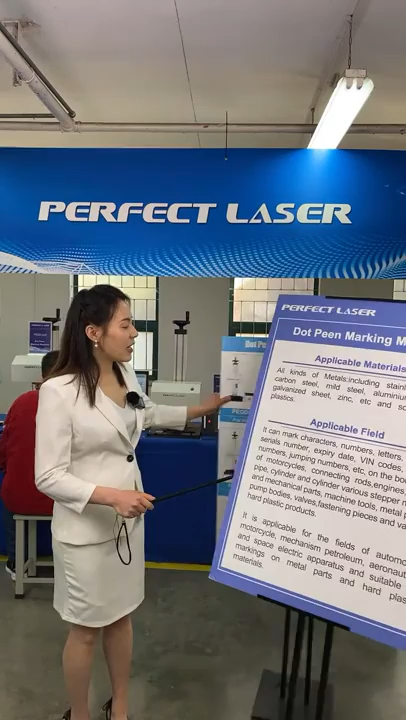 PERFECT LASER
PERFECT LASER
Dot Peen Marking M
Applicable Materials
All kinds of Metals:including stainl
carbon steel, mild steel, aluminiu
galvanized sheet, zinc, etc and so
plastics.
Applicable Field
It can mark characters, numbers, letters,
serials number, expiry date, VIN codes,
numbers, jumping numbers, etc. on the bo
of motorcycles, connecting rods,engines
pipe, cylinder and cylinder various stepper r
and mechanical parts, machine tools, metal p
pump bodies, valves,fastening pieces and va
hard plastic products.
It is applicable for the fields of automo
motorcycle, mechanism petroleum, aeronaut
and space electric apparatus and suitable
markings on metal parts and hard plas
materials.
Dot Pe